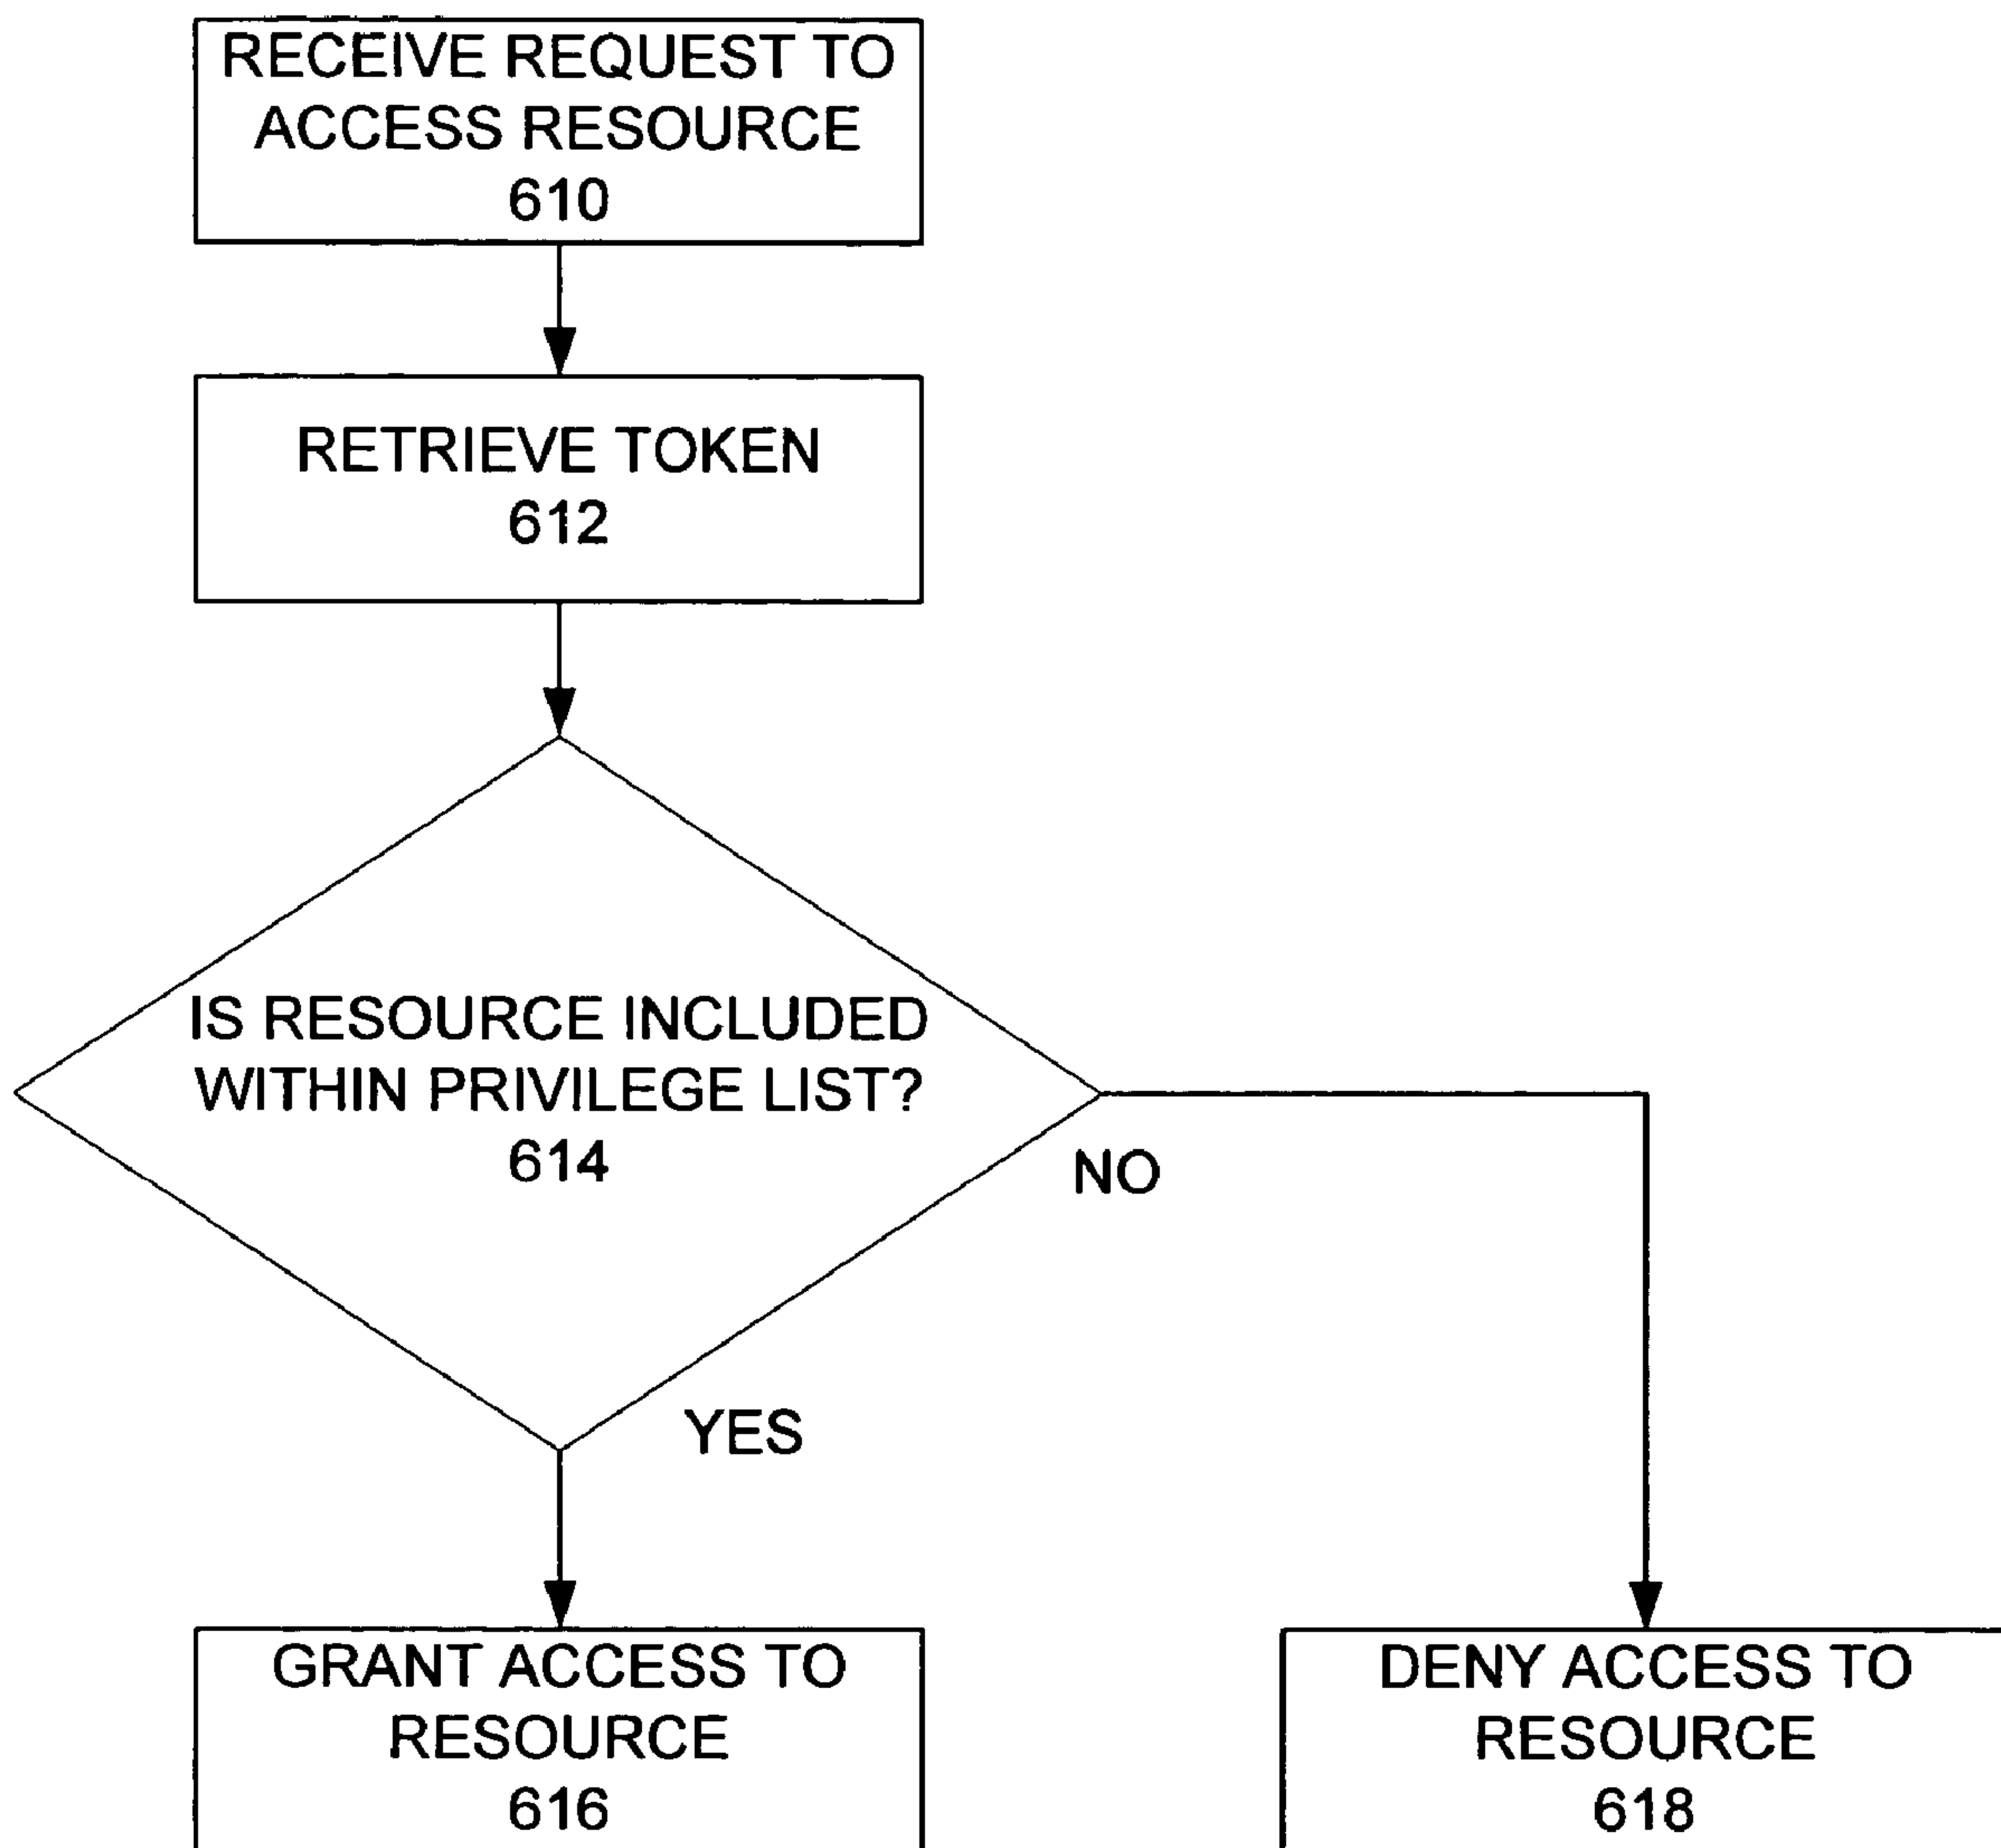 RECEIVE REQUEST TO
ACCESS RESOURCE
610
RETRIEVE TOKEN
612
IS RESOURCE INCLUDED
WITHIN PRIVILEGE LIST?
614
NO
YES
GRANT ACCESS TO
RESOURCE
616
DENY ACCESS TO
RESOURCE
618